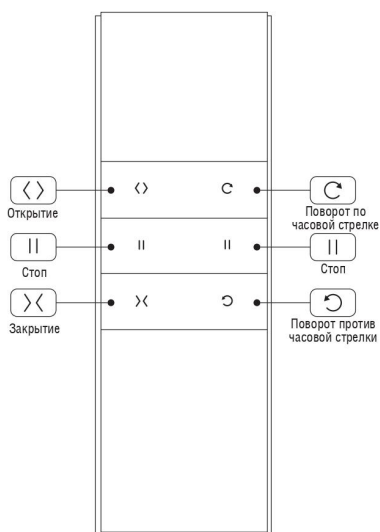 Открытие
Поворот по
часовой стрелке
Стоп
Стоп
Закрытие
Поворот против
часовой стрелки